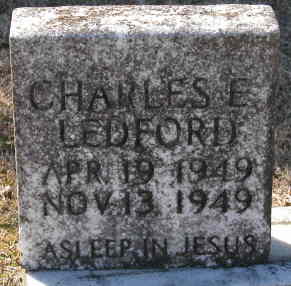 CHARLES E
LEDFORD
APR 19 1949
NOV 13 1949
ASLEEP IN JESUS